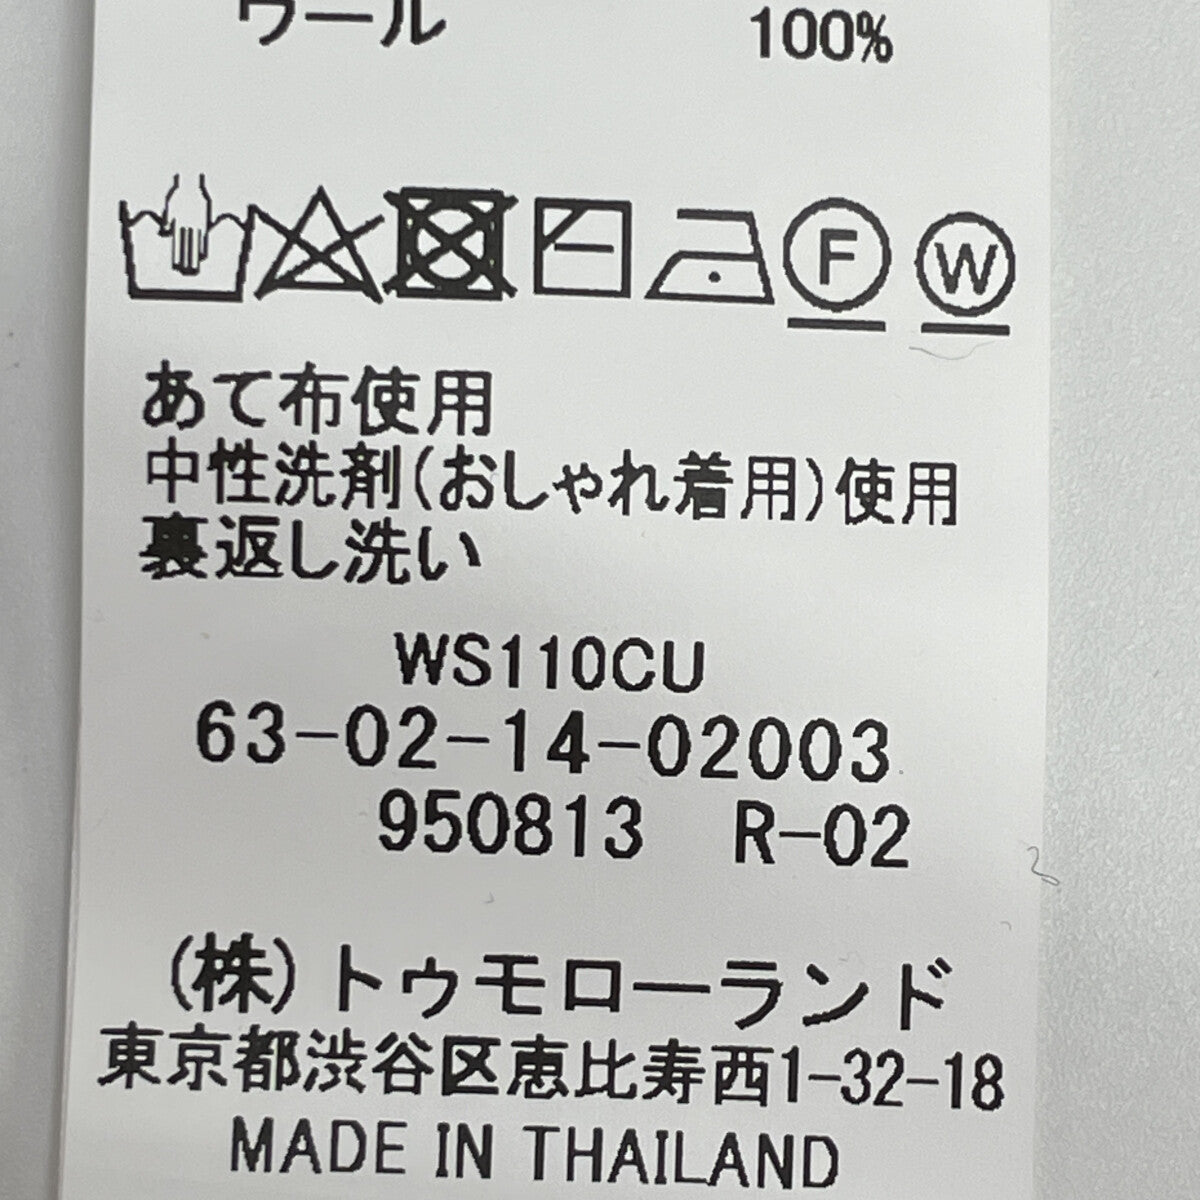 ウール 100%
F W
あて布使用
中性洗剤(おしゃれ着用)使用
裏返し洗い
WS110CU
63-02-14-02003
950813 R-02
(株)トゥモローランド
東京都渋谷区恵比寿西1-32-18
MADE IN THAILAND